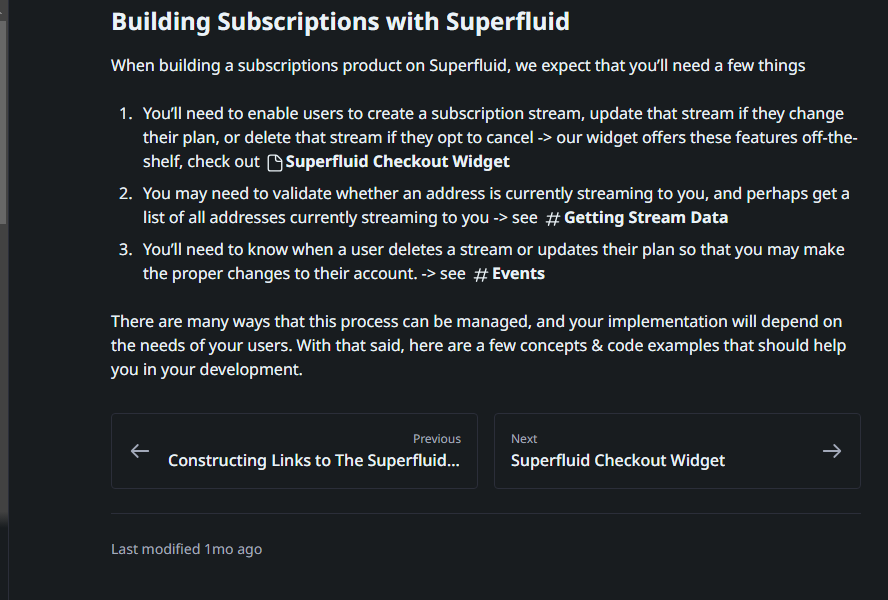 Building Subscriptions with Superfluid
When building a subscriptions product on Superfluid, we expect that you’ll need a few things
1. You’ll need to enable users to create a subscription stream, update that stream if they change
their plan, or delete that stream if they opt to cancel -> our widget offers these features off-the-
shelf, check out Superfluid Checkout Widget
2. You may need to validate whether an address is currently streaming to you, and perhaps get a
list of all addresses currently streaming to you -> see # Getting Stream Data
3. You’ll need to know when a user deletes a stream or updates their plan so that you may make
the proper changes to their account. -> see # Events
There are many ways that this process can be managed, and your implementation will depend on
the needs of your users. With that said, here are a few concepts & code examples that should help
you in your development.
Previous
Constructing Links to The Superfluid...
Next
Superfluid Checkout Widget
Last modified 1mo ago